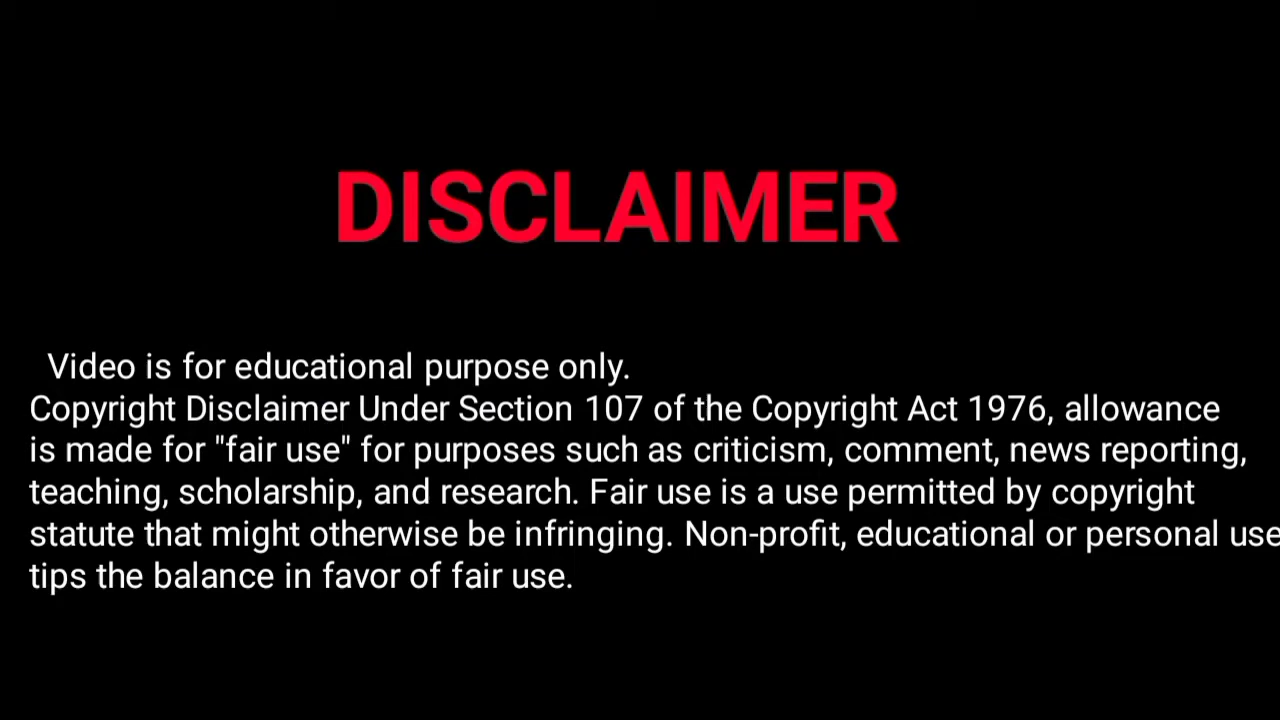 DISCLAIMER
Video is for educational purpose only.
Copyright Disclaimer Under Section 107 of the Copyright Act 1976, allowance
is made for "fair use" for purposes such as criticism, comment, news reporting,
teaching, scholarship, and research. Fair use is a use permitted by copyright
statute that might otherwise be infringing. Non-profit, educational or personal use
tips the balance in favor of fair use.